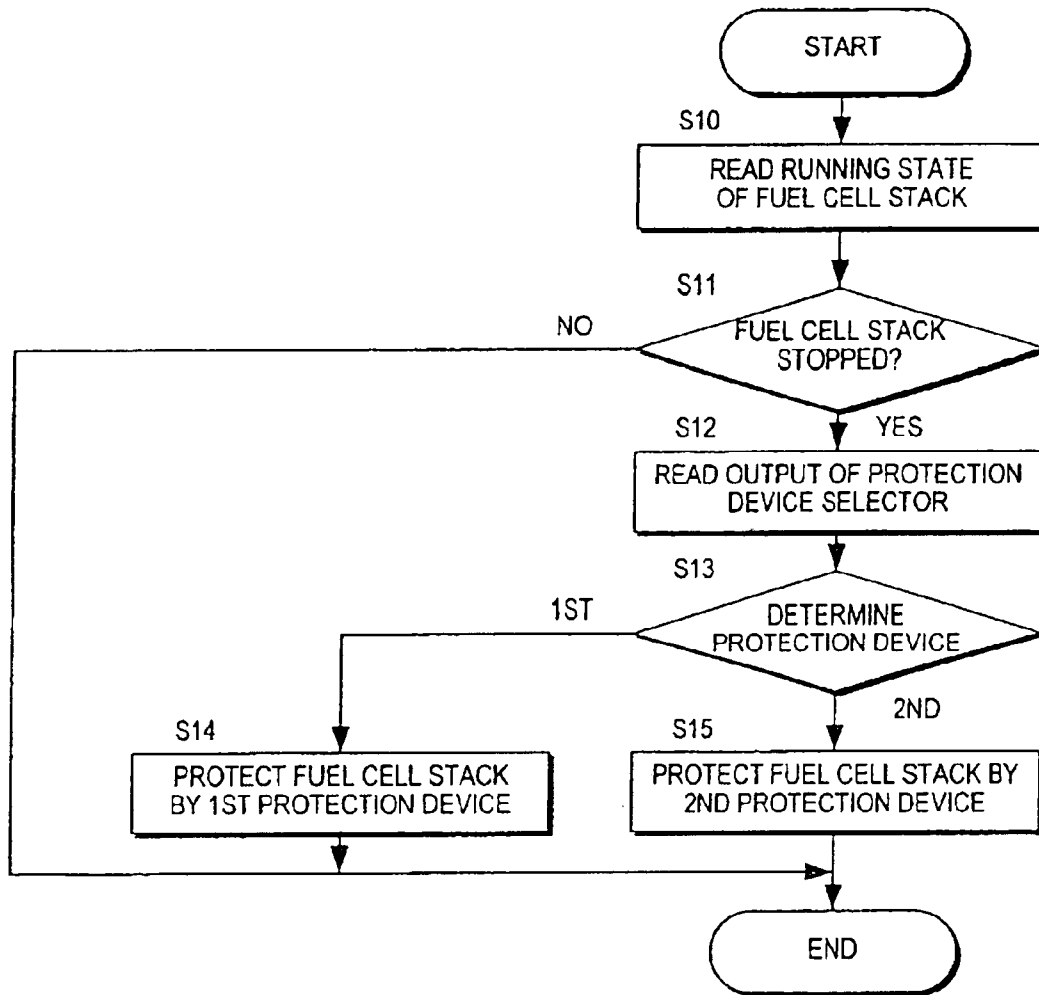 START
S10
READ RUNNING STATE
OF FUEL CELL STACK
S11
NO
FUEL CELL STACK
STOPPED?
S12
YES
READ OUTPUT OF PROTECTION
DEVICE SELECTOR
S13
1ST
DETERMINE
PROTECTION DEVICE
2ND
S14
PROTECT FUEL CELL STACK
BY 1ST PROTECTION DEVICE
S15
PROTECT FUEL CELL STACK BY
2ND PROTECTION DEVICE
END